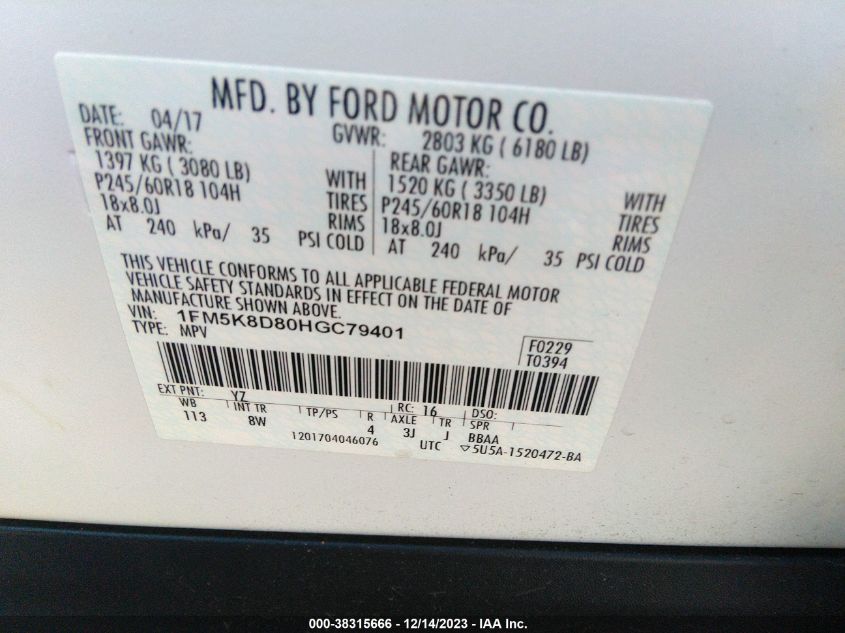 MFD. BY FORD MOTOR CO.
DATE: 04/17 GVWR: 2803 KG ( 6180 LB)
FRONT GAWR: REAR GAWR:
1397 KG ( 3080 LB) WITH 1520 KG ( 3350 LB) WITH
P245/60R18 104H TIRES P245/60R18 104H TIRES
18x8.0J RIMS 18x8.0J RIMS
AT 240 kPa/ 35 PSI COLD AT 240 kPa/ 35 PSI COLD
THIS VEHICLE CONFORMS TO ALL APPLICABLE FEDERAL MOTOR
VEHICLE SAFETY STANDARDS IN EFFECT ON THE DATE OF
MANUFACTURE SHOWN ABOVE.
VIN: 1FM5K8D80HGC79401
TYPE: MPV
F0229
T0394
EXT PNT: YZ RC: 16 DSO:
WB INT TR TP/PS R AXLE TR SPR
113 8W 4 3J J BBAA
1201704046076 UTC ▽5U5A-1520472-BA
000-38315666 - 12/14/2023 - IAA Inc.